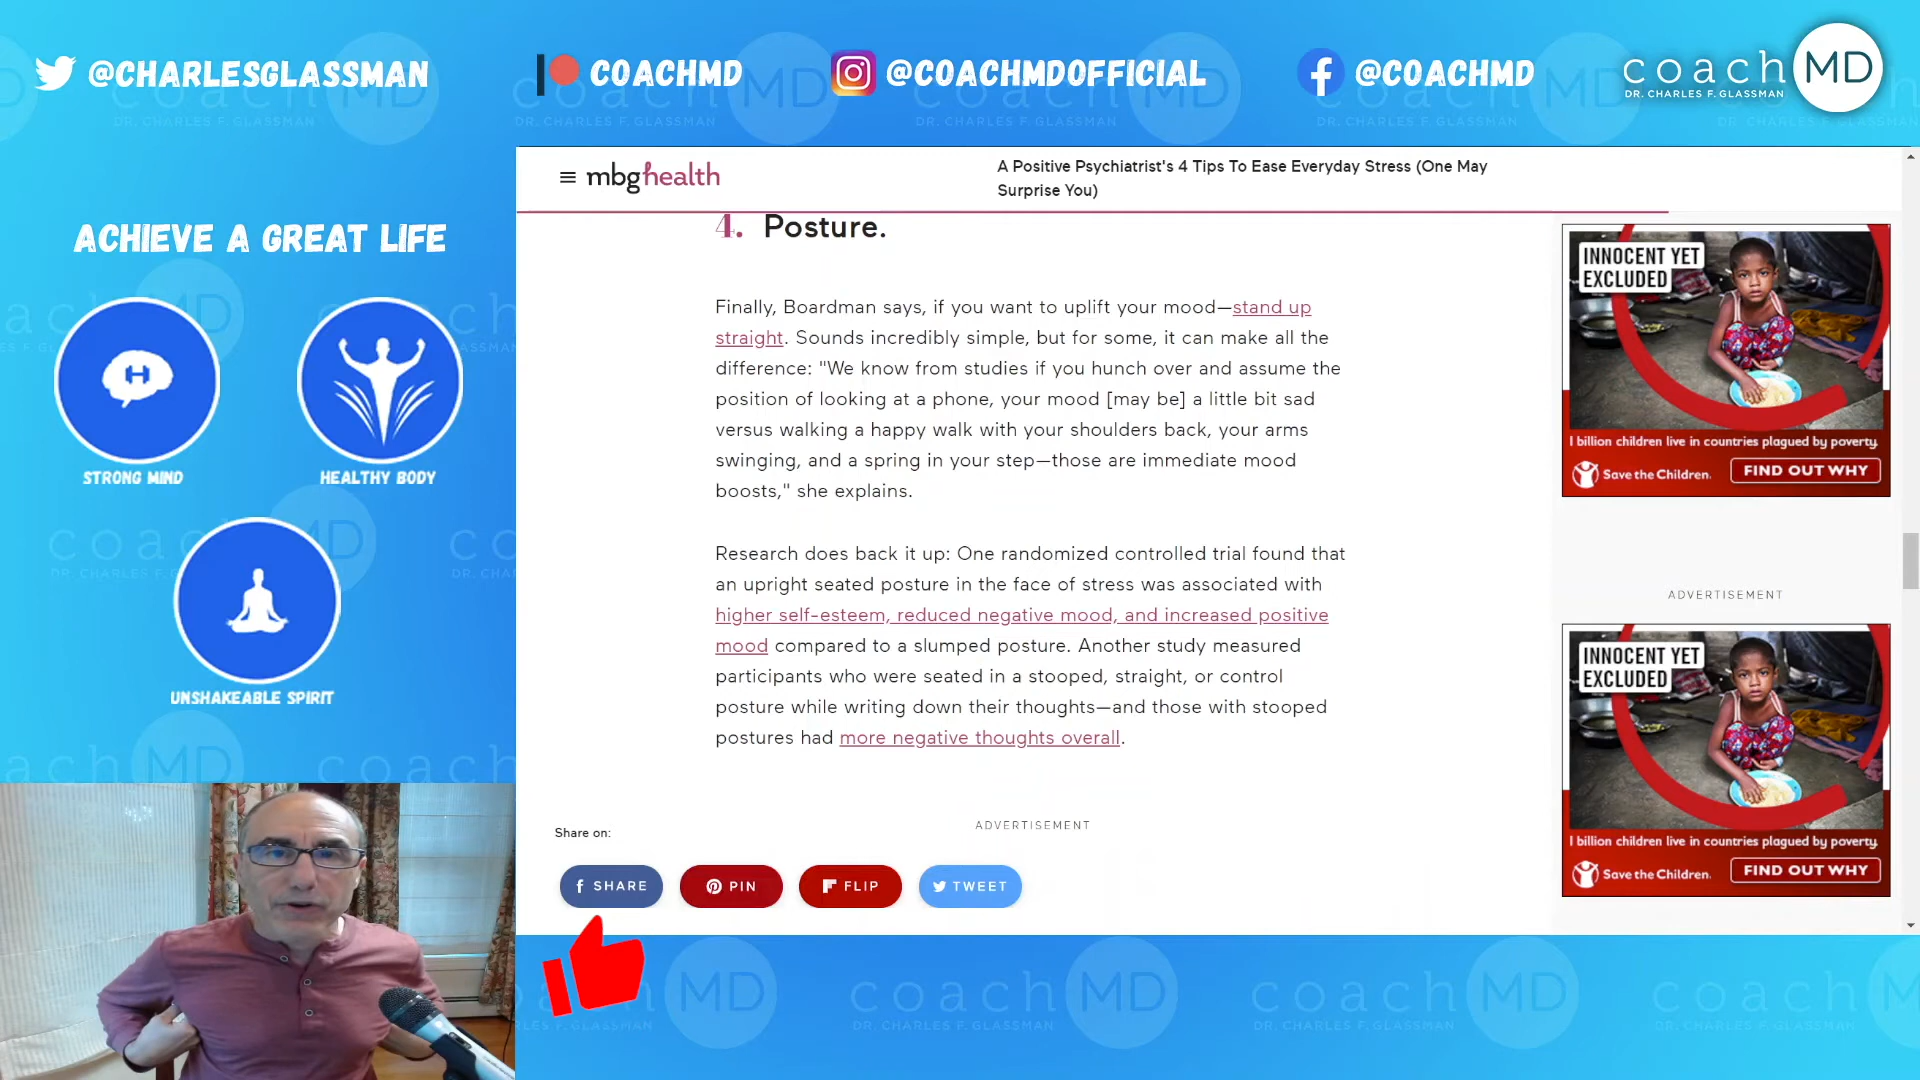 @CHARLESGLASSMAN
COACHMD
@COACHMDOFFICIAL
@COACHMD
coach MD
DR. CHARLES F. GLASSMAN
ACHIEVE A GREAT LIFE
STRONG MIND
HEALTHY BODY
UNSHAKEABLE SPIRIT
mbghealth
A Positive Psychiatrist's 4 Tips To Ease Everyday Stress (One May
Surprise You)
4. Posture.
Finally, Boardman says, if you want to uplift your mood—stand up
straight. Sounds incredibly simple, but for some, it can make all the
difference: "We know from studies if you hunch over and assume the
position of looking at a phone, your mood [may be] a little bit sad
versus walking a happy walk with your shoulders back, your arms
swinging, and a spring in your step—those are immediate mood
boosts," she explains.
Research does back it up: One randomized controlled trial found that
an upright seated posture in the face of stress was associated with
higher self-esteem, reduced negative mood, and increased positive
mood compared to a slumped posture. Another study measured
participants who were seated in a stooped, straight, or control
posture while writing down their thoughts—and those with stooped
postures had more negative thoughts overall.
ADVERTISEMENT
Share on:
SHARE
PIN
FLIP
TWEET
INNOCENT YET
EXCLUDED
1 billion children live in countries plagued by poverty.
Save the Children.
FIND OUT WHY
ADVERTISEMENT
INNOCENT YET
EXCLUDED
1 billion children live in countries plagued by poverty.
Save the Children.
FIND OUT WHY
coach MD
DR. CHARLES F. GLASSMAN
coach MD
DR. CHARLES F. GLASSMAN